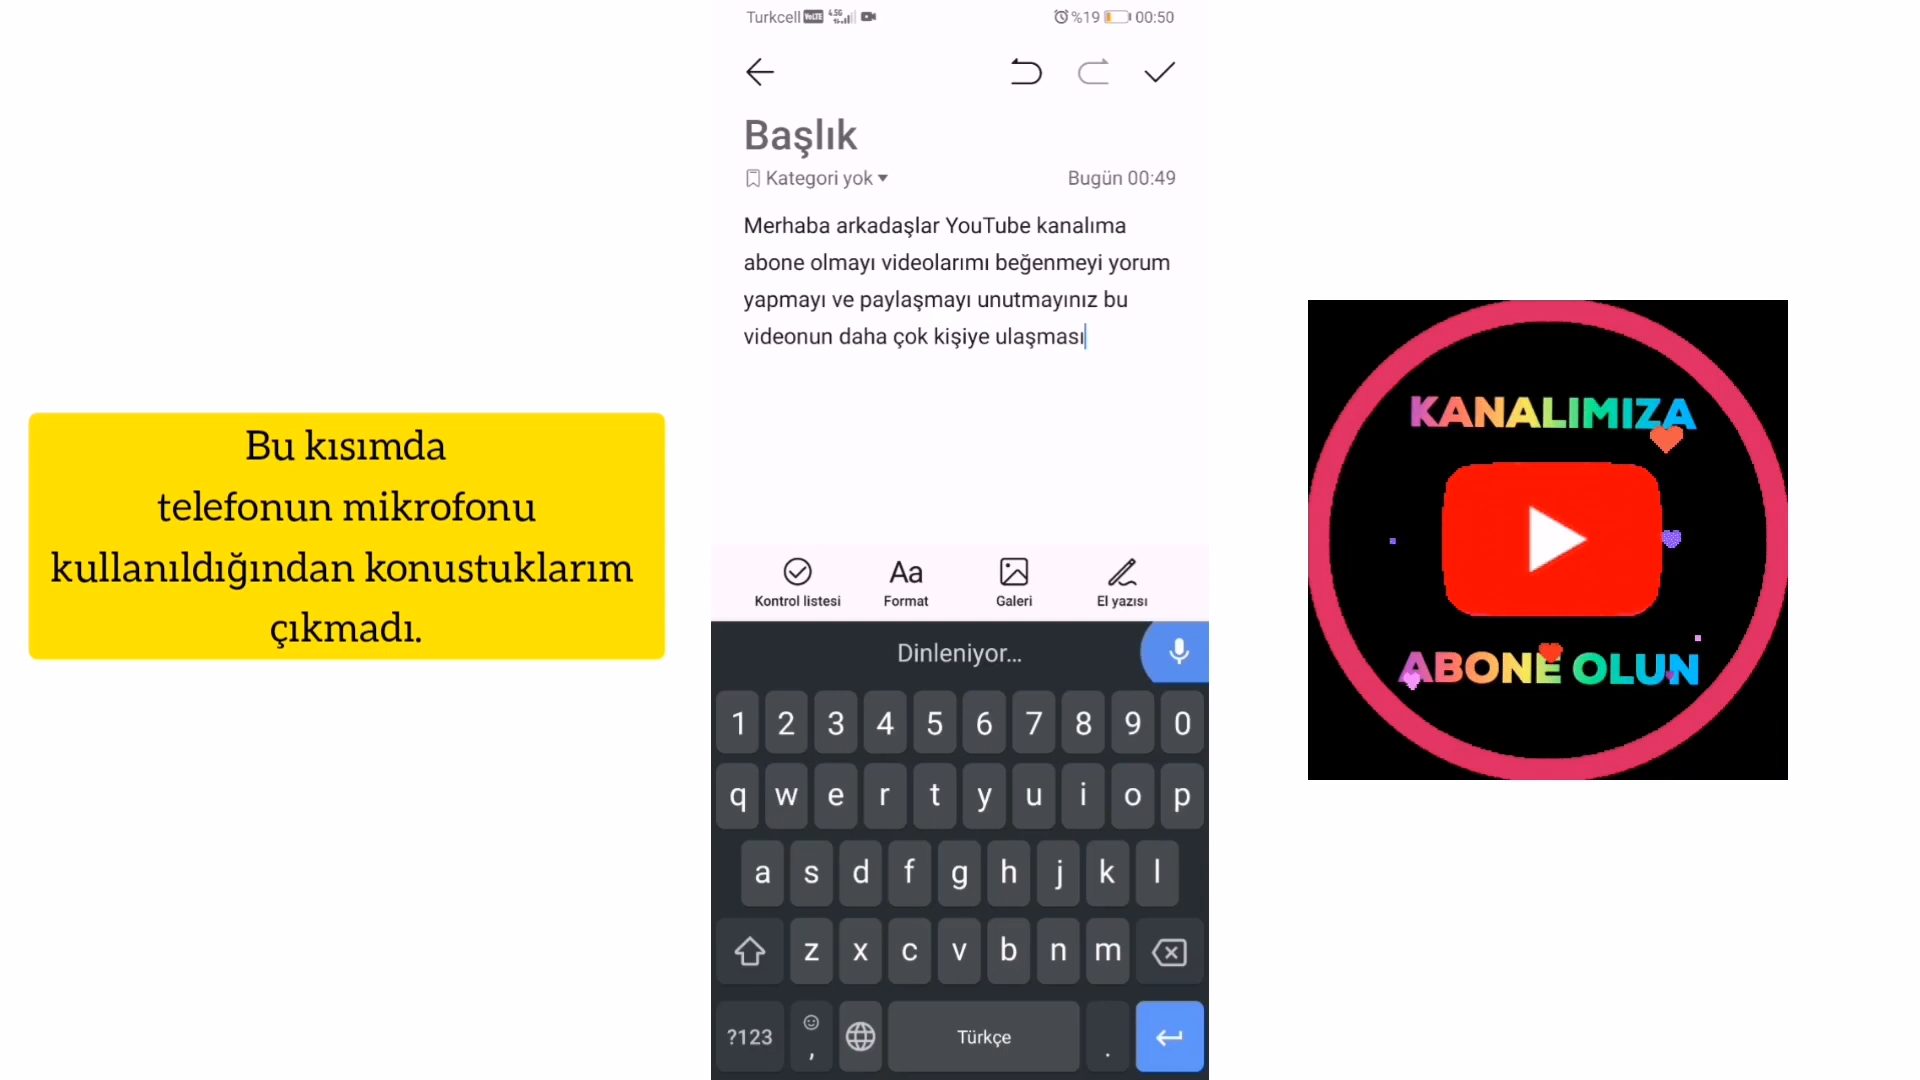 Turkcell VoLTE 4.5G %19 00:50
Başlık
Kategori yok Bugün 00:49
Merhaba arkadaşlar YouTube kanalıma
abone olmayı videolarımı beğenmeyi yorum
yapmayı ve paylaşmayı unutmayınız bu
videonun daha çok kişiye ulaşması
Bu kısımda
telefonun mikrofonu
kullanıldığından konustuklarım
çıkmadı.
KANALIMIZA
ABONE OLUN
Kontrol listesi Aa Format Galeri El yazısı
Dinleniyor...
1 2 3 4 5 6 7 8 9 0
q w e r t y u i o p
a s d f g h j k l
z x c v b n m
?123 , Türkçe .